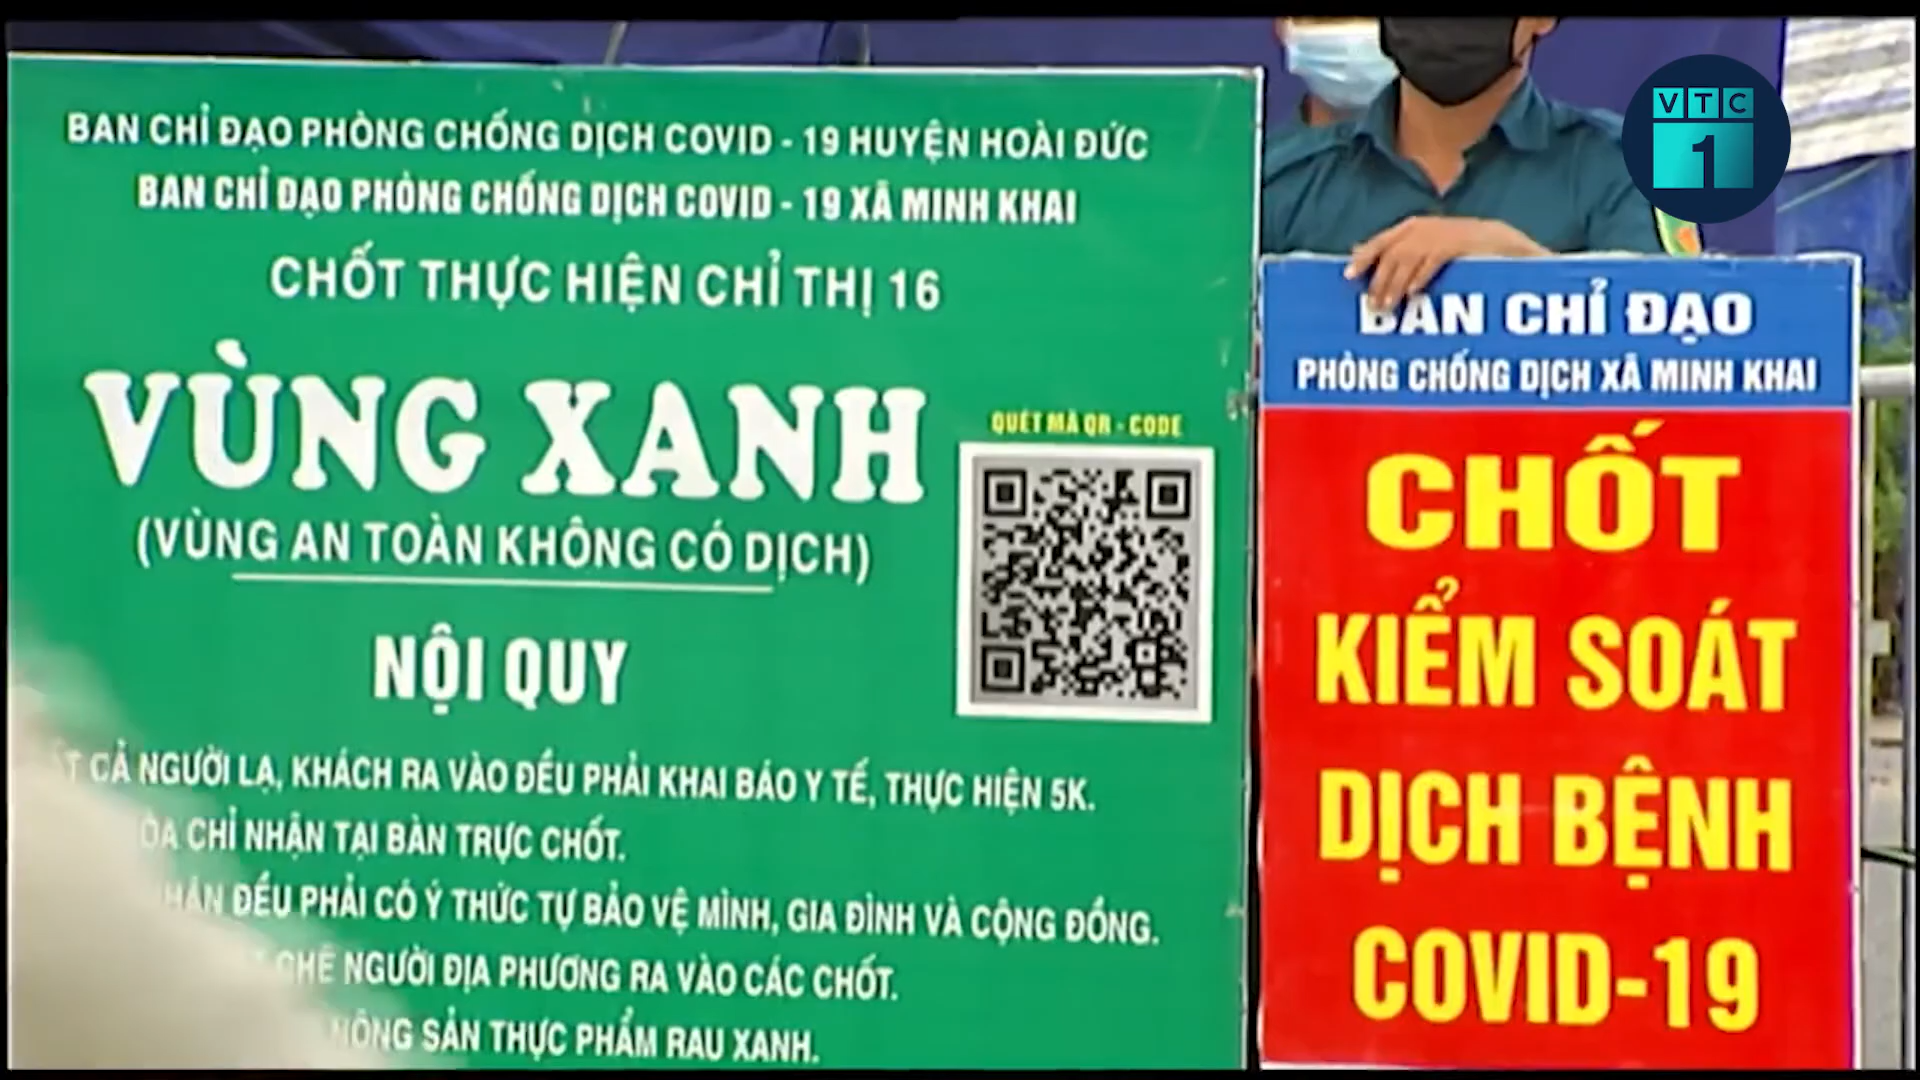 BAN CHỈ ĐẠO PHÒNG CHỐNG DỊCH COVID - 19 HUYỆN HOÀI ĐỨC
BAN CHỈ ĐẠO PHÒNG CHỐNG DỊCH COVID - 19 XÃ MINH KHAI
CHỐT THỰC HIỆN CHỈ THỊ 16
VÙNG XANH
(VÙNG AN TOÀN KHÔNG CÓ DỊCH)
QUÉT MÃ QR - CODE
NỘI QUY
CẢ NGƯỜI LẠ, KHÁCH RA VÀO ĐỀU PHẢI KHAI BÁO Y TẾ, THỰC HIỆN 5K.
CHỈ NHẬN TẠI BÀN TRỰC CHỐT.
ĐỀU PHẢI CÓ Ý THỨC TỰ BẢO VỆ MÌNH, GIA ĐÌNH VÀ CỘNG ĐỒNG.
CHẼ NGƯỜI ĐỊA PHƯƠNG RA VÀO CÁC CHỐT.
NÔNG SẢN THỰC PHẨM RAU XANH.
VTC
1
BAN CHỈ ĐẠO
PHÒNG CHỐNG DỊCH XÃ MINH KHAI
CHỐT
KIỂM SOÁT
DỊCH BỆNH
COVID-19